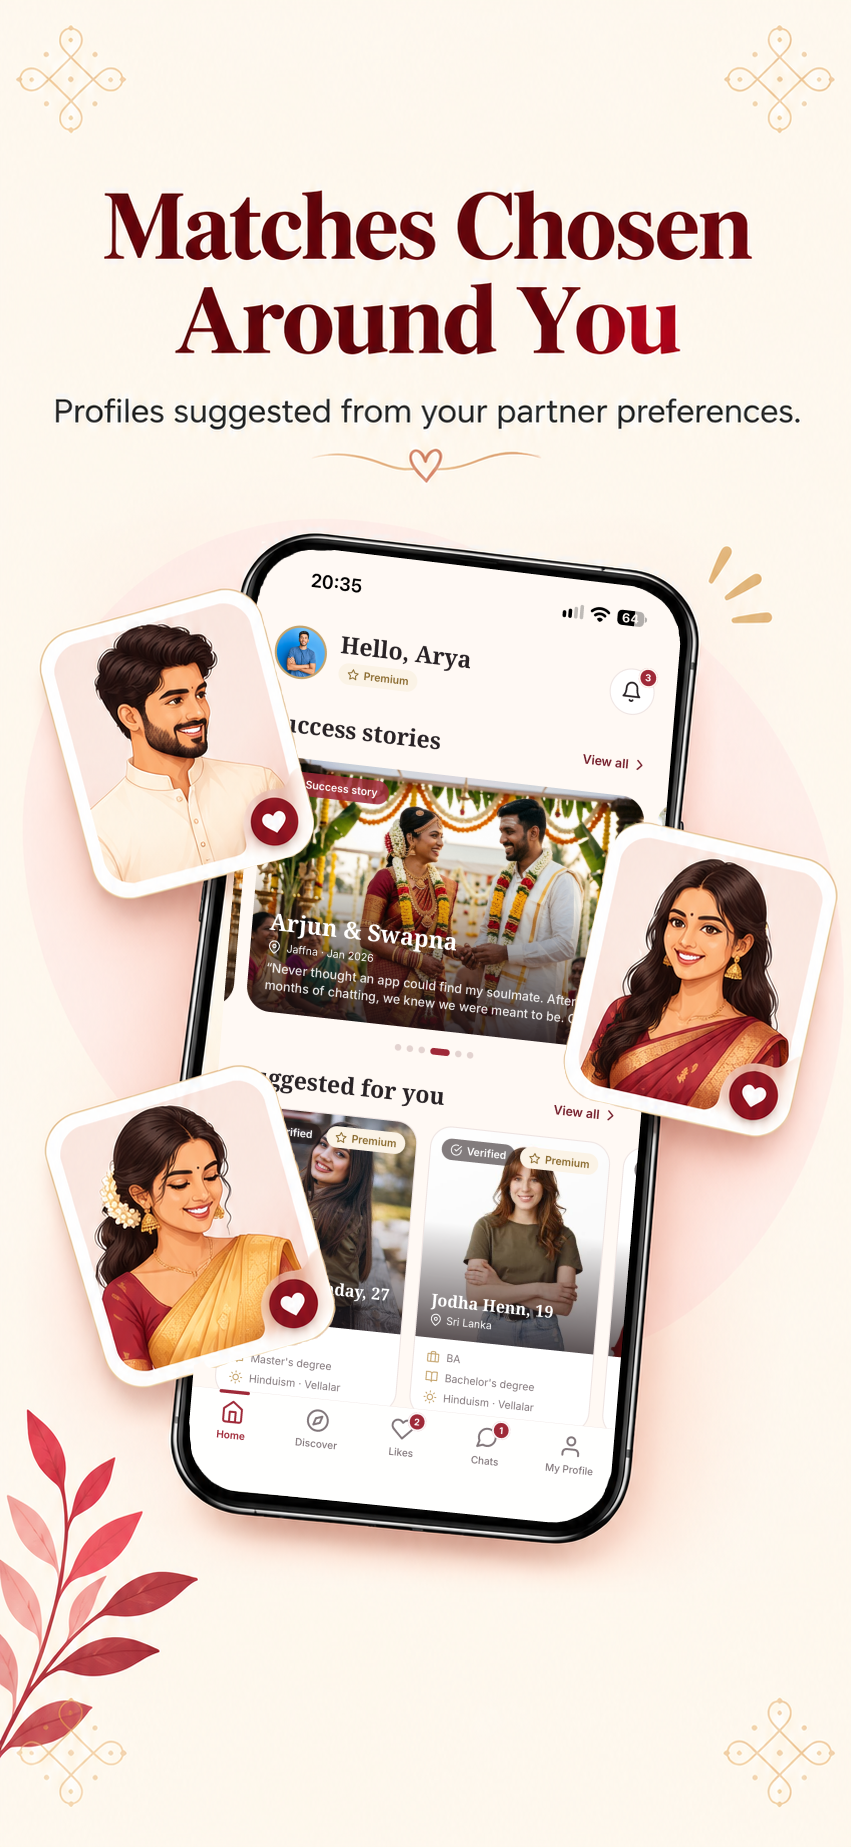 Matches Chosen
Around You
Profiles suggested from your partner preferences.
20:35
64
Hello, Arya
Premium
3
uccess stories
View all
Success story
Arjun & Swapna
Jaffna · Jan 2026
“Never thought an app could find my soulmate. After
months of chatting, we knew we were meant to be.
ggested for you
View all
rified
Premium
Verified
Premium
day, 27
Jodha Henn, 19
Sri Lanka
Master's degree
Hinduism · Vellalar
BA
Bachelor's degree
Hinduism · Vellalar
Home
Discover
2
Likes
1
Chats
My Profile